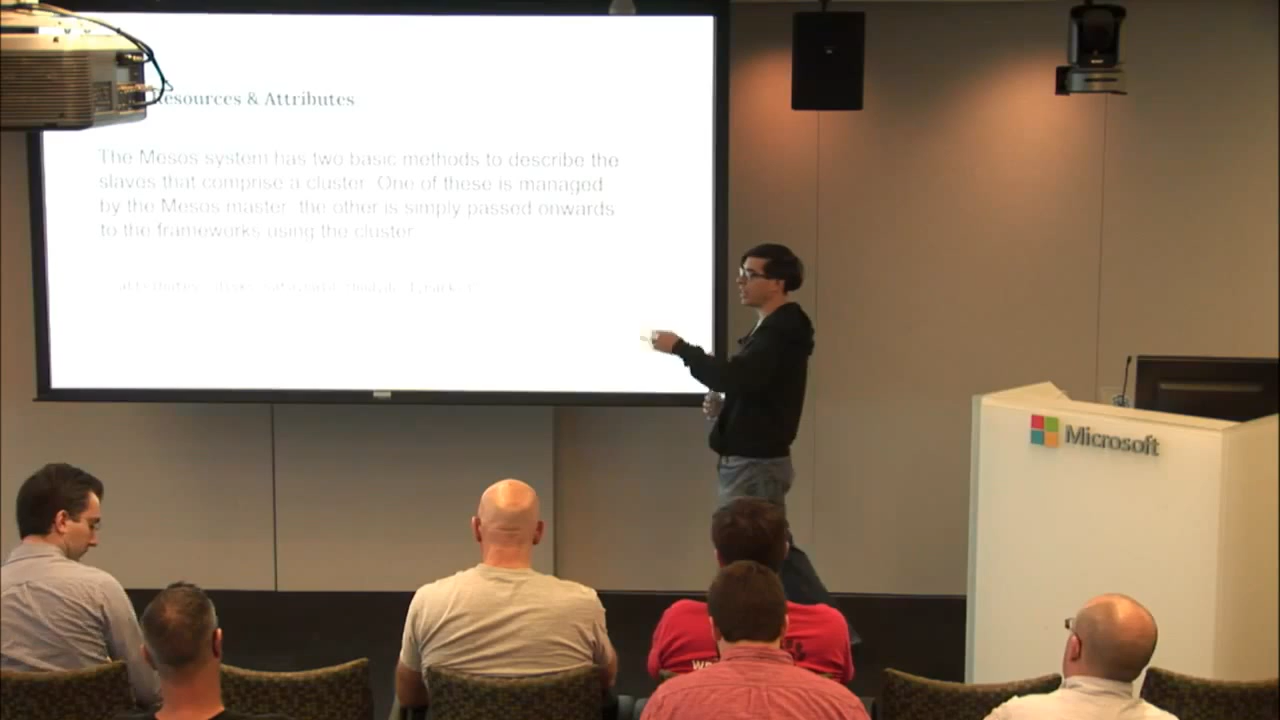 Resources & Attributes
The Mesos system has two basic methods to describe the
slaves that comprise a cluster. One of these is managed
by the Mesos master, the other is simply passed onwards
to the frameworks using the cluster.
Microsoft